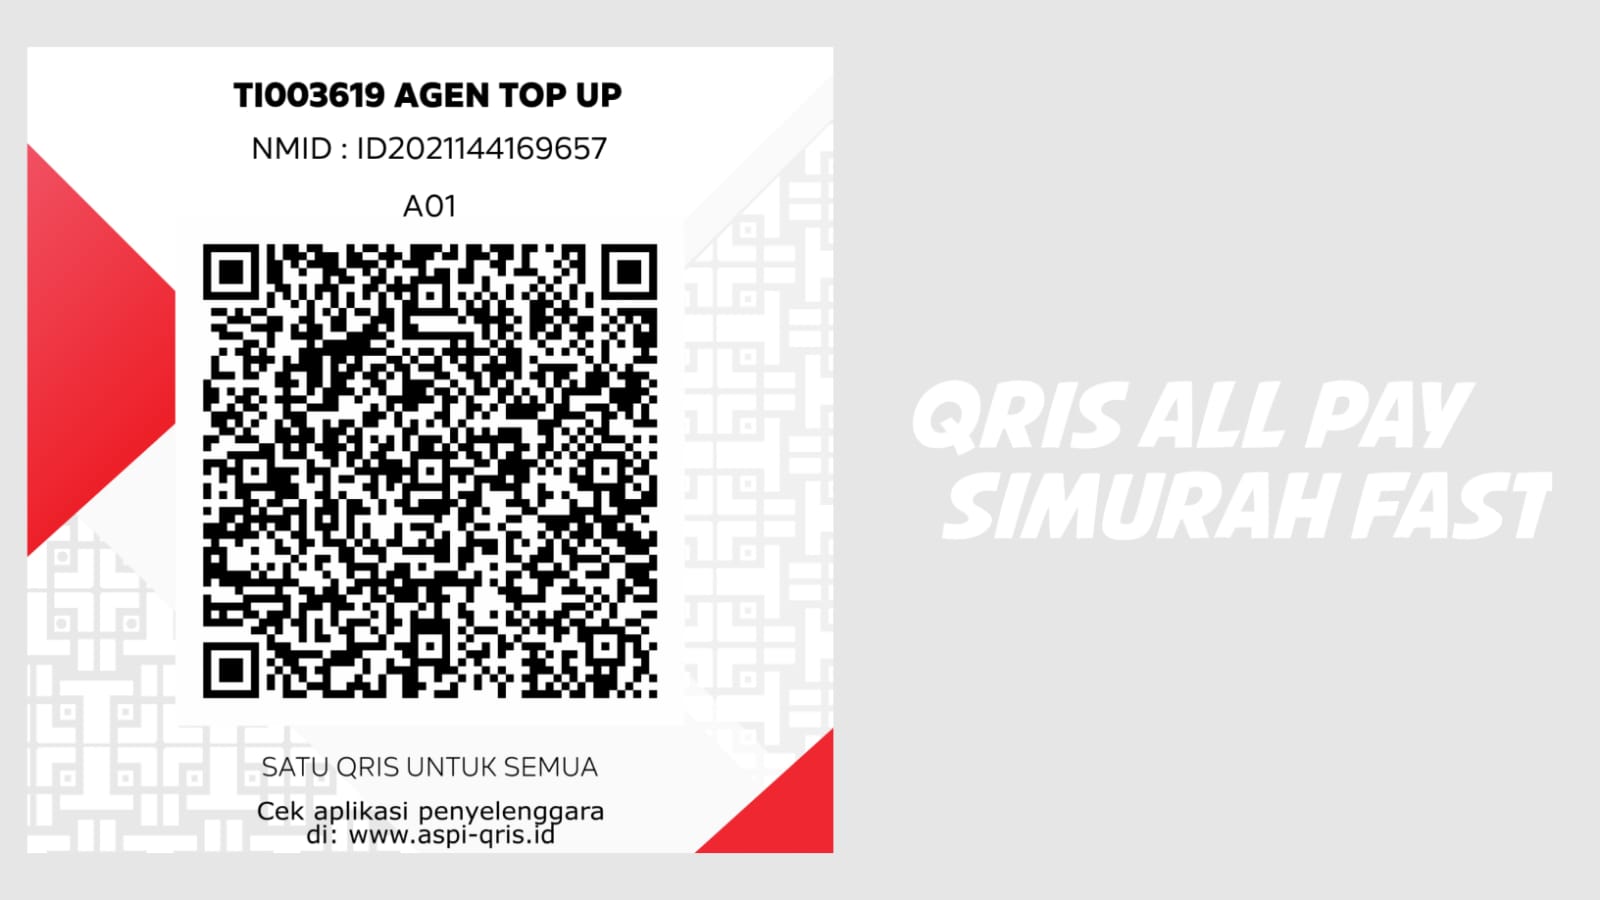 TI003619 AGEN TOP UP
NMID : ID2021144169657
A01
SATU QRIS UNTUK SEMUA
Cek aplikasi penyelenggara
di: www.aspi-qris.id
QRIS ALL PAY
SIMURAH FAST